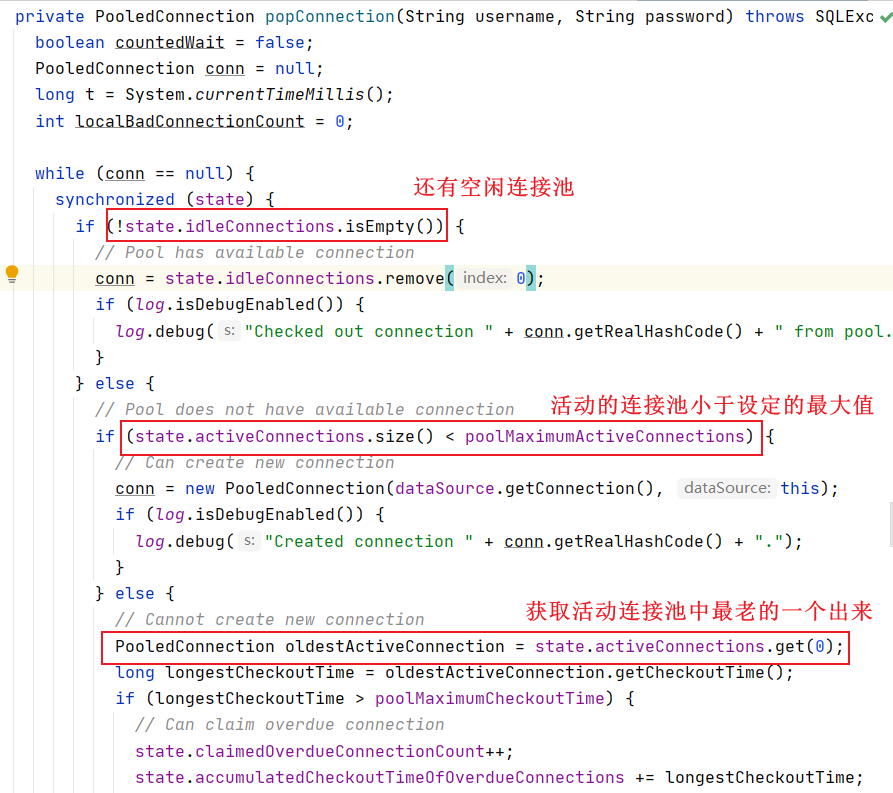 private PooledConnection popConnection(String username, String password) throws SQLExc
boolean countedWait = false;
PooledConnection conn = null;
long t = System.currentTimeMillis();
int localBadConnectionCount = 0;
while (conn == null) {
还有空闲连接池
synchronized (state) {
if (!state.idleConnections.isEmpty()) {
// Pool has available connection
conn = state.idleConnections.remove( index: 0);
if (log.isDebugEnabled()) {
log.debug( s: "Checked out connection " + conn.getRealHashCode() + " from pool.
}
} else {
// Pool does not have available connection
活动的连接池小于设定的最大值
if (state.activeConnections.size() < poolMaximumActiveConnections) {
// Can create new connection
conn = new PooledConnection(dataSource.getConnection(), dataSource: this);
if (log.isDebugEnabled()) {
log.debug( s: "Created connection " + conn.getRealHashCode() + ".");
}
} else {
// Cannot create new connection
获取活动连接池中最老的一个出来
PooledConnection oldestActiveConnection = state.activeConnections.get(0);
long longestCheckoutTime = oldestActiveConnection.getCheckoutTime();
if (longestCheckoutTime > poolMaximumCheckoutTime) {
// Can claim overdue connection
state.claimedOverdueConnectionCount++;
state.accumulatedCheckoutTimeOfOverdueConnections += longestCheckoutTime;